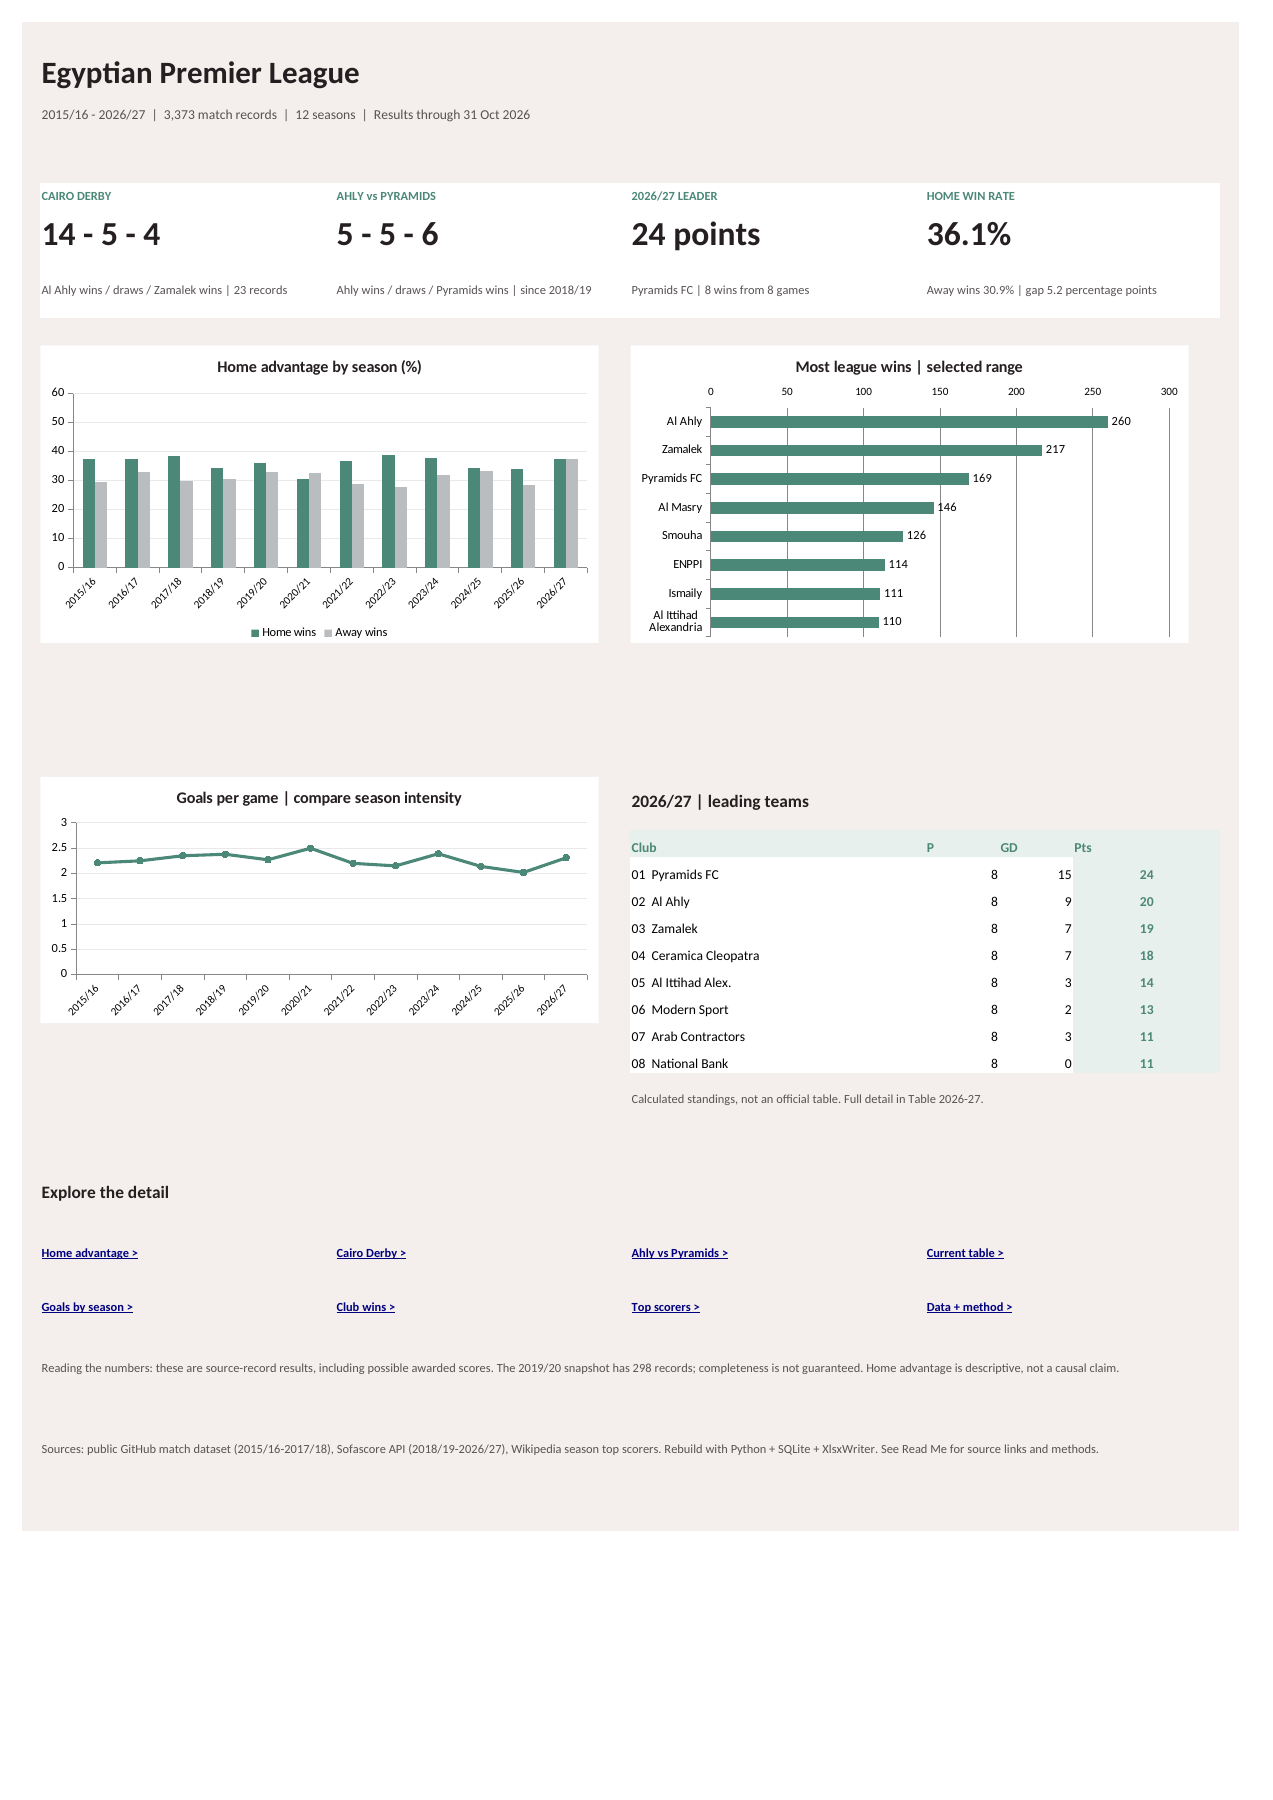 Egyptian Premier League
2015/16 - 2026/27 | 3,373 match records | 12 seasons | Results through 31 Oct 2026
CAIRO DERBY
14 - 5 - 4
Al Ahly wins / draws / Zamalek wins | 23 records
AHLY vs PYRAMIDS
5 - 5 - 6
Ahly wins / draws / Pyramids wins | since 2018/19
2026/27 LEADER
24 points
Pyramids FC | 8 wins from 8 games
HOME WIN RATE
36.1%
Away wins 30.9% | gap 5.2 percentage points
Home advantage by season (%)
60
50
40
30
20
10
0
2015/16 2016/17 2017/18 2018/19 2019/20 2020/21 2021/22 2022/23 2023/24 2024/25 2025/26 2026/27
Home wins Away wins
Most league wins | selected range
0 50 100 150 200 250 300
Al Ahly 260
Zamalek 217
Pyramids FC 169
Al Masry 146
Smouha 126
ENPPI 114
Ismaily 111
Al Ittihad
Alexandria 110
Goals per game | compare season intensity
3
2.5
2
1.5
1
0.5
0
2015/16 2016/17 2017/18 2018/19 2019/20 2020/21 2021/22 2022/23 2023/24 2024/25 2025/26 2026/27
2026/27 | leading teams
Club P GD Pts
01 Pyramids FC 8 15 24
02 Al Ahly 8 9 20
03 Zamalek 8 7 19
04 Ceramica Cleopatra 8 7 18
05 Al Ittihad Alex. 8 3 14
06 Modern Sport 8 2 13
07 Arab Contractors 8 3 11
08 National Bank 8 0 11
Calculated standings, not an official table. Full detail in Table 2026-27.
Explore the detail
Home advantage > Cairo Derby > Ahly vs Pyramids > Current table >
Goals by season > Club wins > Top scorers > Data + method >
Reading the numbers: these are source-record results, including possible awarded scores. The 2019/20 snapshot has 298 records; completeness is not guaranteed. Home advantage is descriptive, not a causal claim.
Sources: public GitHub match dataset (2015/16-2017/18), Sofascore API (2018/19-2026/27), Wikipedia season top scorers. Rebuild with Python + SQLite + XlsxWriter. See Read Me for source links and methods.